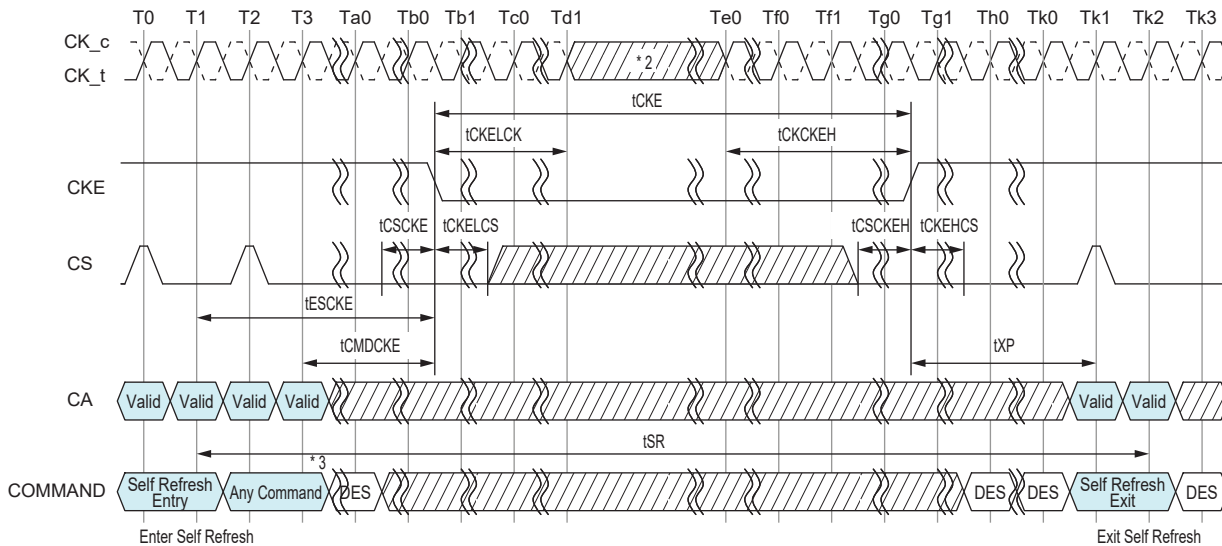 T0 T1 T2 T3 Ta0 Tb0 Tb1 Tc0 Td1 Te0 Tf0 Tf1 Tg0 Tg1 Th0 Tk0 Tk1 Tk2 Tk3
CK_c
CK_t
* 2
tCKE
tCKELCK tCKCKEH
CKE
tCSCKE tCKELCS tCSCKEH tCKEHCS
CS
tESCKE
tCMDCKE tXP
CA Valid Valid Valid Valid Valid Valid
tSR
* 3
COMMAND Self Refresh Entry Any Command DES DES DES Self Refresh Exit DES
Enter Self Refresh Exit Self Refresh